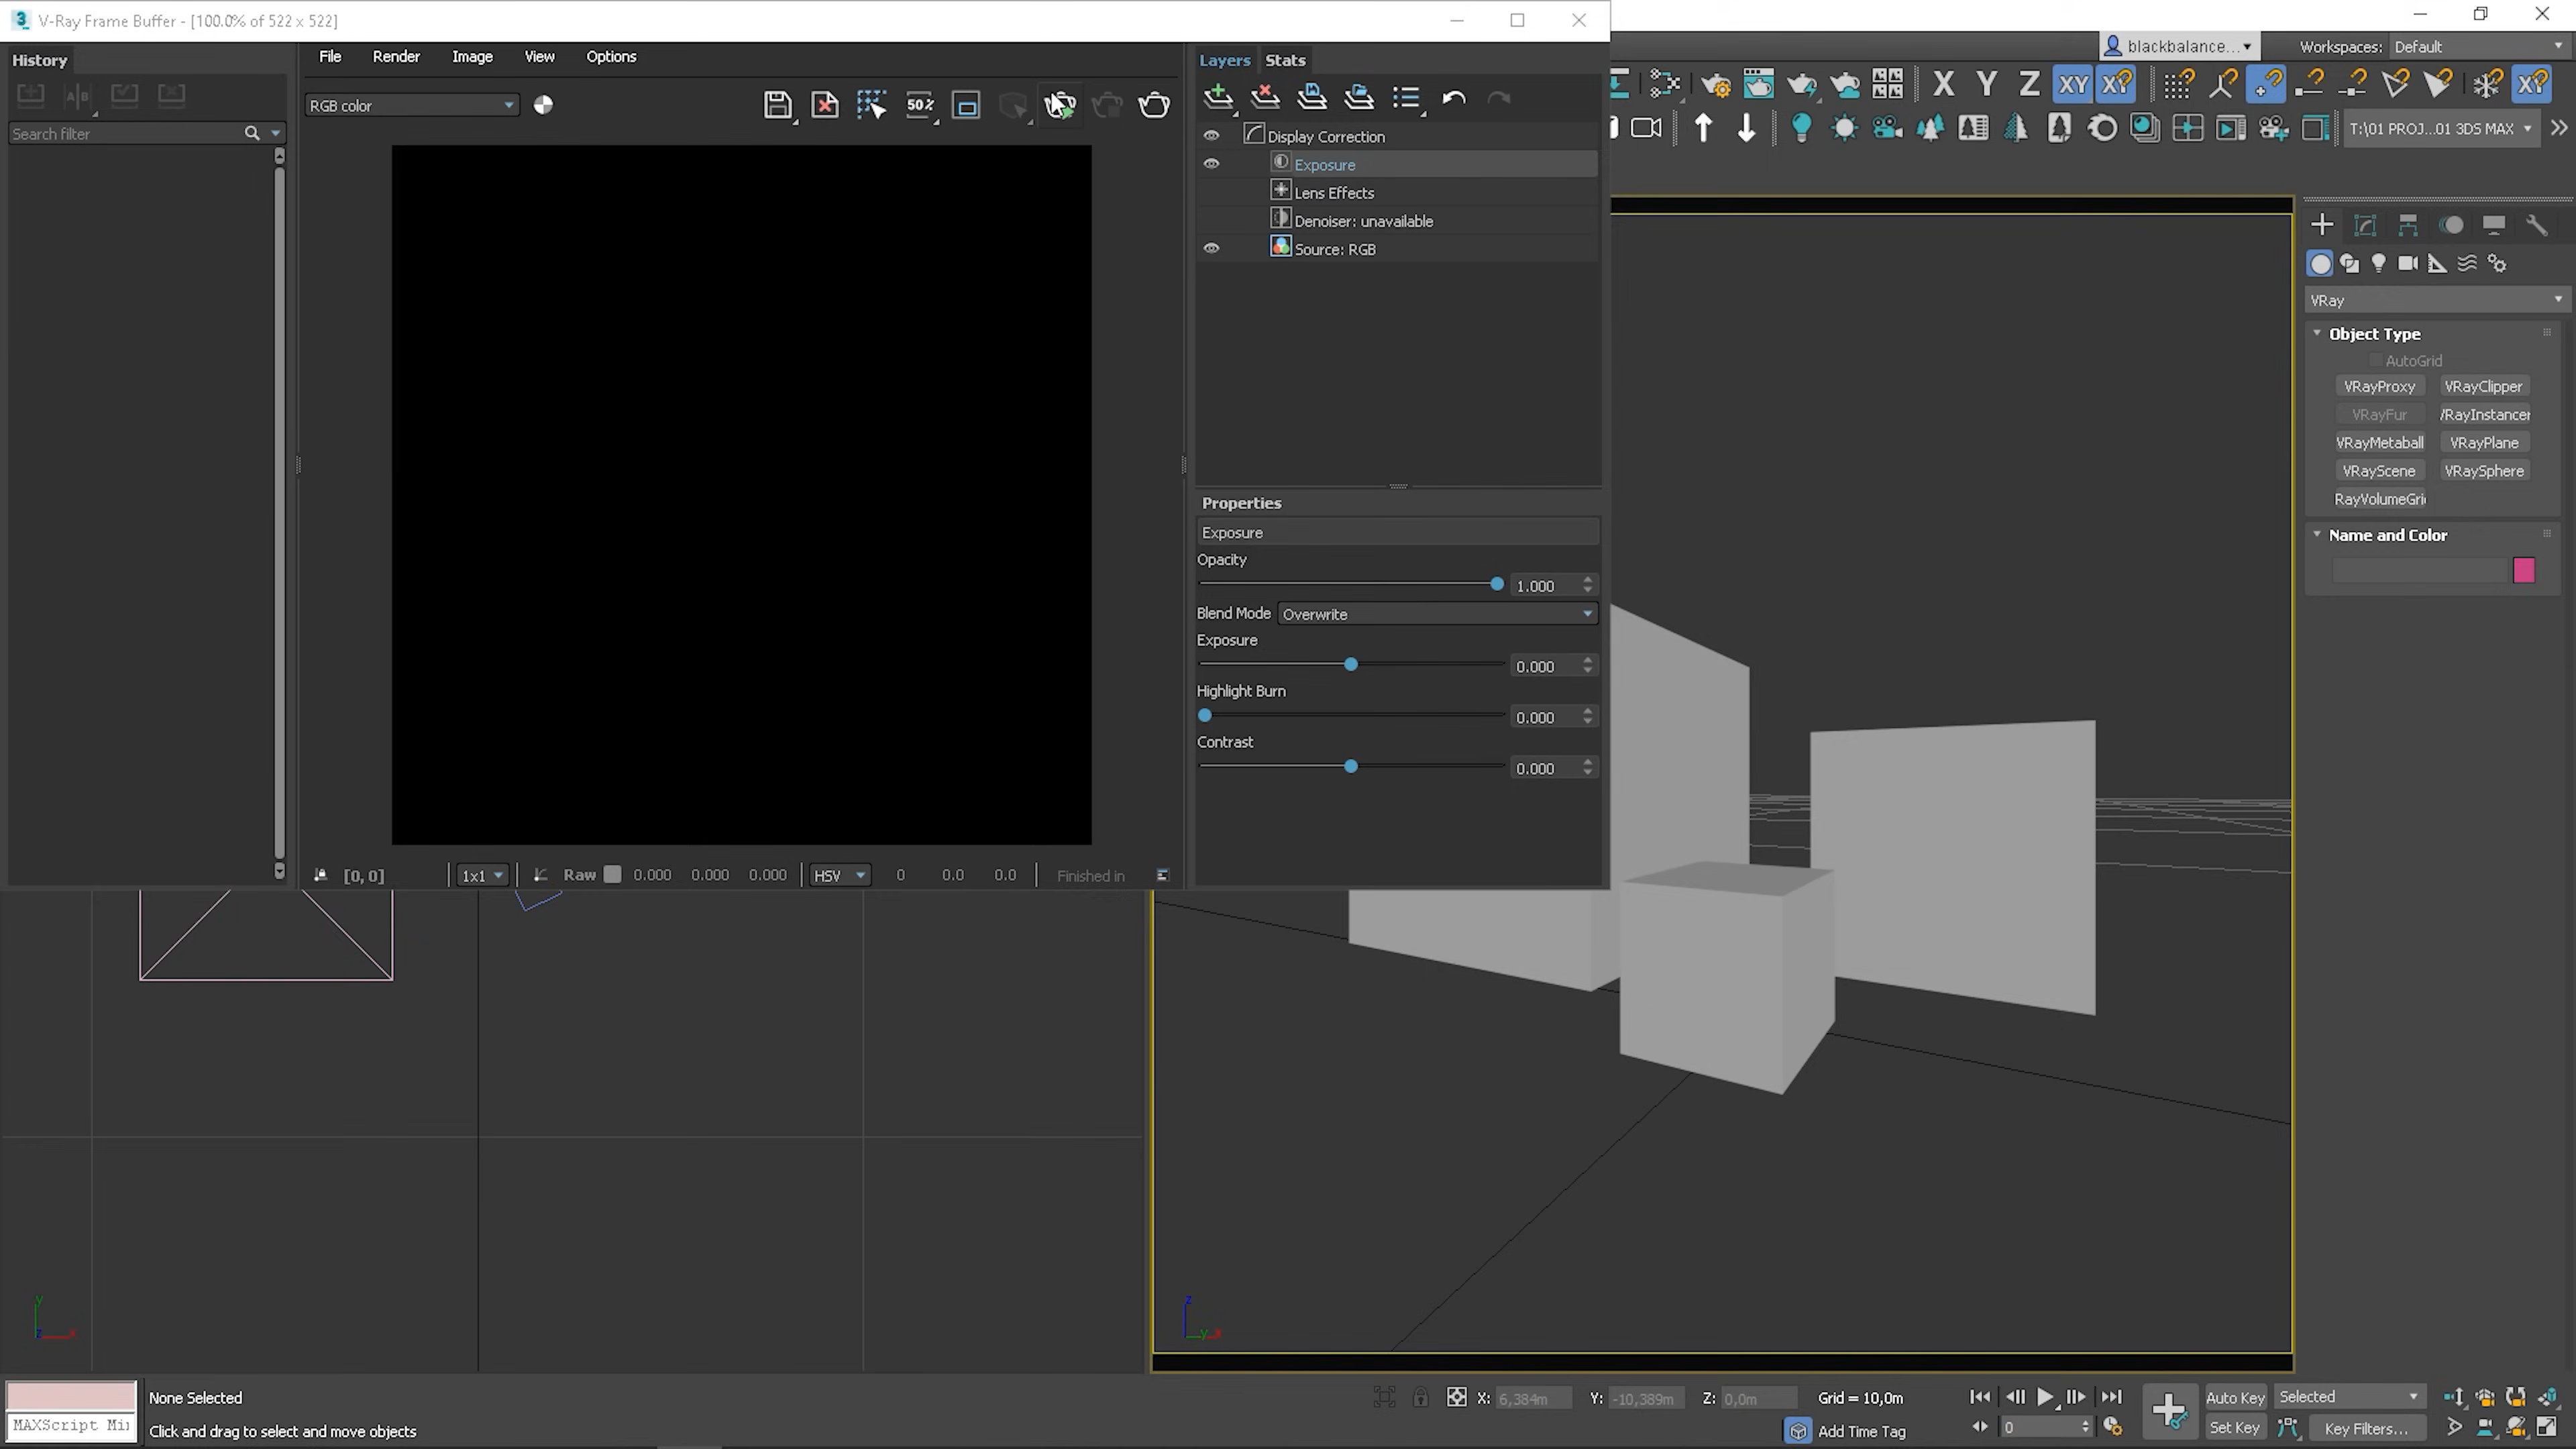 V-Ray Frame Buffer - [100.0% of 522 x 522]
blackbalance...
Workspaces: Default
History
File Render Image View Options
Layers Stats
X Y Z XY
Search filter
RGB color
50%
T:\01 PROJ...01 3DS MAX
Display Correction
Exposure
Lens Effects
Denoiser: unavailable
Source: RGB
VRay
Object Type
AutoGrid
VRayProxy VRayClipper
VRayFur /RayInstancer
VRayMetaball VRayPlane
VRayScene VRaySphere
RayVolumeGri
Name and Color
Properties
Exposure
Opacity
1.000
Blend Mode Overwrite
Exposure
0.000
Highlight Burn
0.000
Contrast
0.000
[0, 0] 1x1 Raw 0.000 0.000 0.000 HSV 0 0.0 0.0 Finished in
y
x
z
y x
None Selected
X: 6,384m Y: -10,389m Z: 0,0m Grid = 10,0m
Auto Key Selected
MAXScript Mi
Click and drag to select and move objects
Add Time Tag
0
Set Key Key Filters...